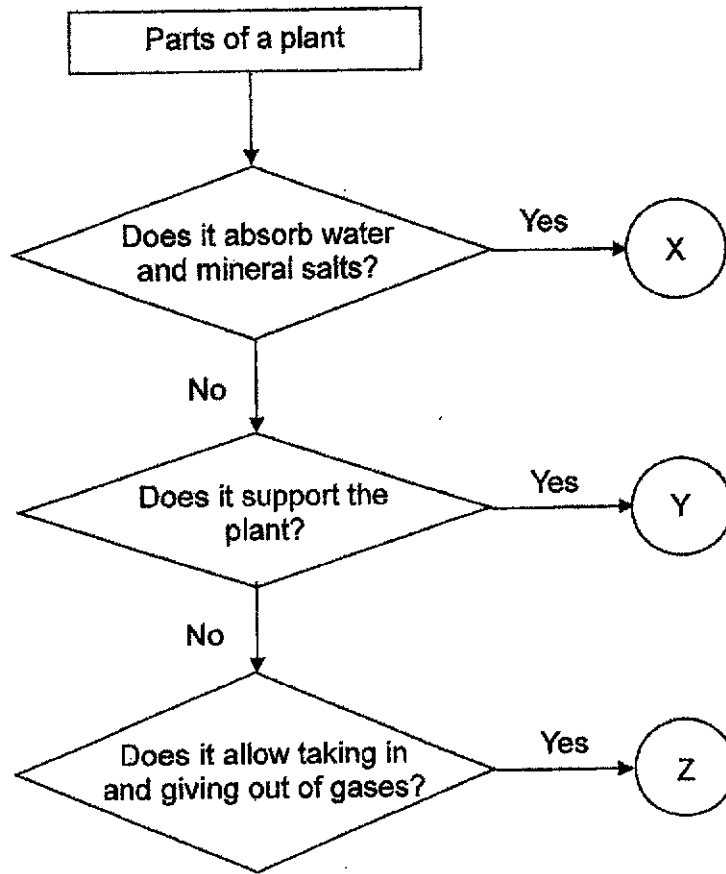 Parts of a plant
Does it absorb water
and mineral salts?
Yes
X
No
Does it support the
plant?
Yes
Y
No
Does it allow taking in
and giving out of gases?
Yes
Z